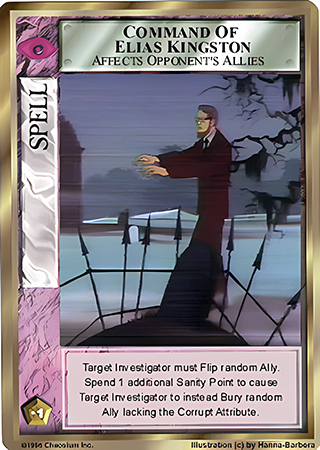 COMMAND OF
ELIAS KINGSTON
AFFECTS OPPONENT'S ALLIES
SPELL
Target Investigator must Flip random Ally.
Spend 1 additional Sanity Point to cause
Target Investigator to instead Bury random
Ally lacking the Corrupt Attribute.
-1
©1996 Chaosium Inc.
Illustration (c) by Hanna-Barbera